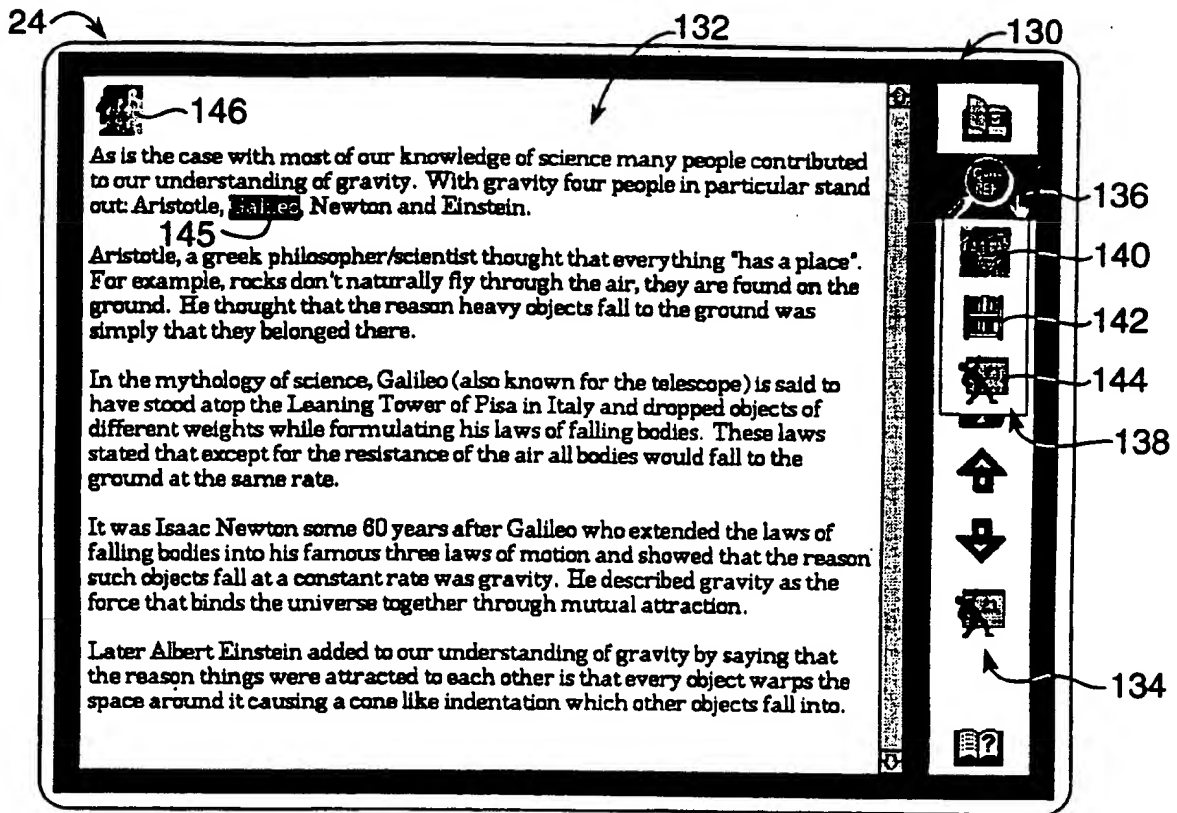 24
132
130
146
As is the case with most of our knowledge of science many people contributed
to our understanding of gravity. With gravity four people in particular stand
out: Aristotle, Galileo, Newton and Einstein.
136
145
140
Aristotle, a greek philosopher/scientist thought that everything "has a place".
For example, rocks don't naturally fly through the air, they are found on the
ground. He thought that the reason heavy objects fall to the ground was
simply that they belonged there.
142
144
In the mythology of science, Galileo (also known for the telescope) is said to
have stood atop the Leaning Tower of Pisa in Italy and dropped objects of
different weights while formulating his laws of falling bodies. These laws
stated that except for the resistance of the air all bodies would fall to the
ground at the same rate.
138
It was Isaac Newton some 60 years after Galileo who extended the laws of
falling bodies into his famous three laws of motion and showed that the reason
such objects fall at a constant rate was gravity. He described gravity as the
force that binds the universe together through mutual attraction.
Later Albert Einstein added to our understanding of gravity by saying that
the reason things were attracted to each other is that every object warps the
space around it causing a cone like indentation which other objects fall into.
134
?